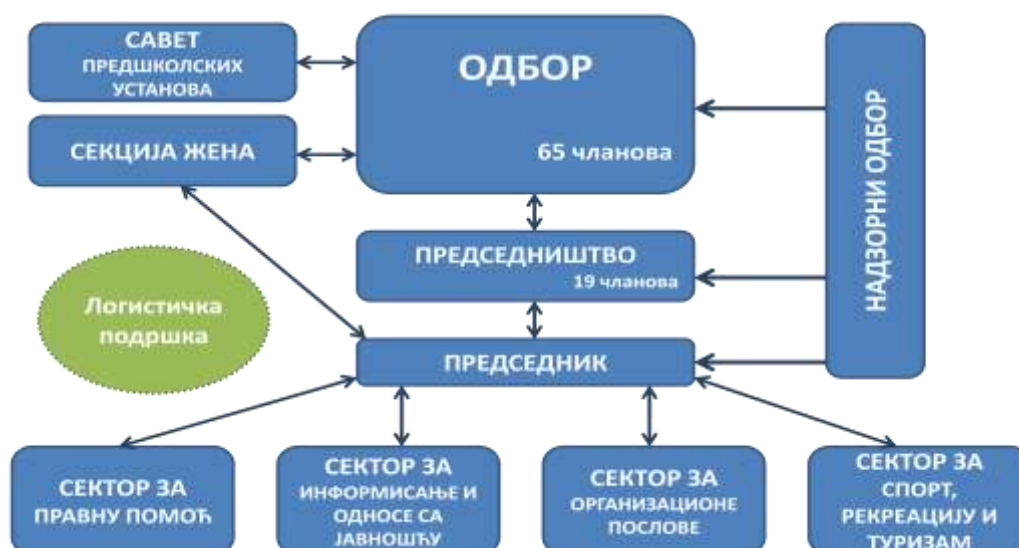 САВЕТ
ПРЕДШКОЛСКИХ
УСТАНОВА
СЕКЦИЈА ЖЕНА
ОДБОР
65 чланова
НАДЗОРНИ ОДБОР
ПРЕДСЕДНИШТВО
19 чланова
Логистичка
подршка
ПРЕДСЕДНИК
СЕКТОР ЗА
ПРАВНУ ПОМОЋ
СЕКТОР ЗА
ИНФОРМИСАЊЕ И
ОДНОСЕ СА
ЈАВНОШЋУ
СЕКТОР ЗА
ОРГАНИЗАЦИОНЕ
ПОСЛОВЕ
СЕКТОР ЗА
СПОРТ,
РЕКРЕАЦИЈУ И
ТУРИЗАМ